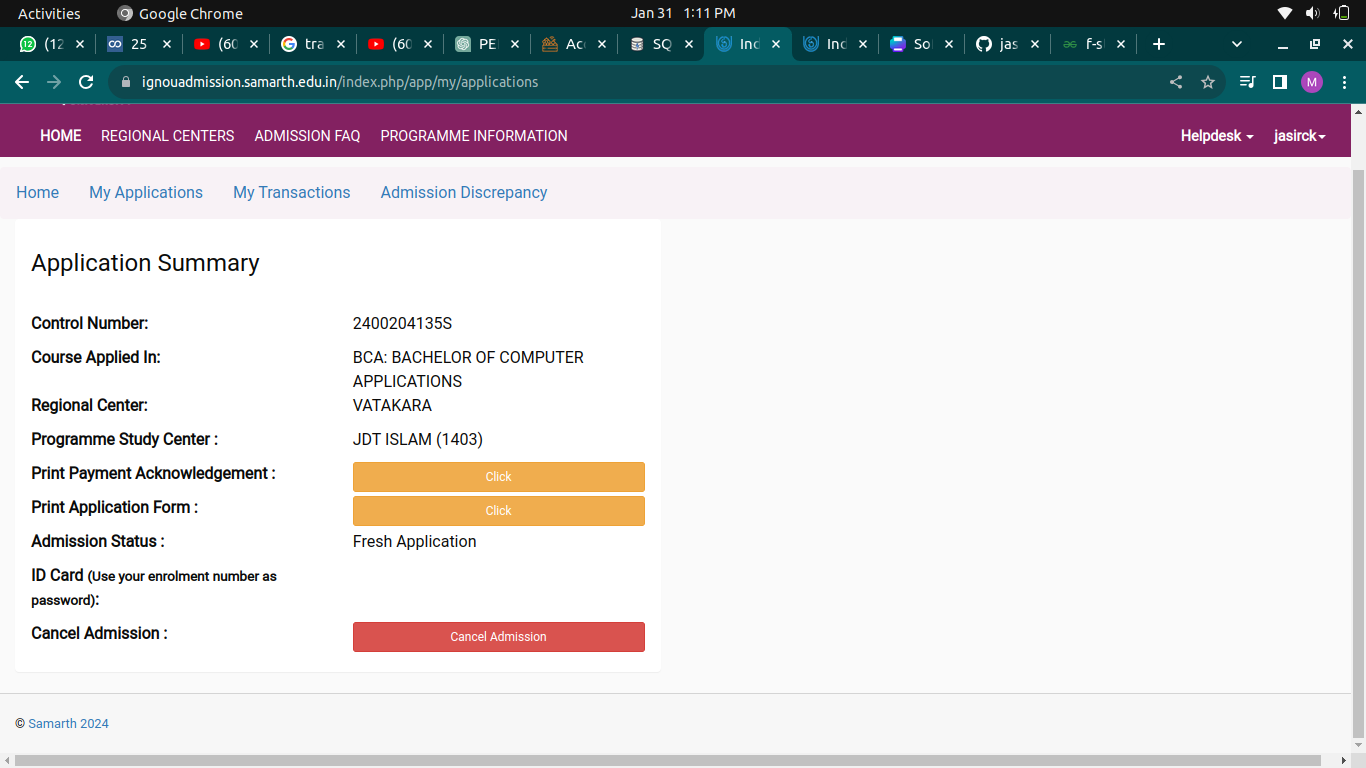 Activities
Google Chrome
Jan 31 1:11 PM
12
(12
25
(60
tra
(60
PE
Acc
SQ
Ind
Ind
So
jas
f-s
ignouadmission.samarth.edu.in/index.php/app/my/applications
M
HOME REGIONAL CENTERS ADMISSION FAQ PROGRAMME INFORMATION Helpdesk jasirck
Home My Applications My Transactions Admission Discrepancy
Application Summary
Control Number: 2400204135S
Course Applied In: BCA: BACHELOR OF COMPUTER
APPLICATIONS
Regional Center: VATAKARA
Programme Study Center : JDT ISLAM (1403)
Print Payment Acknowledgement : Click
Print Application Form : Click
Admission Status : Fresh Application
ID Card (Use your enrolment number as
password):
Cancel Admission : Cancel Admission
© Samarth 2024